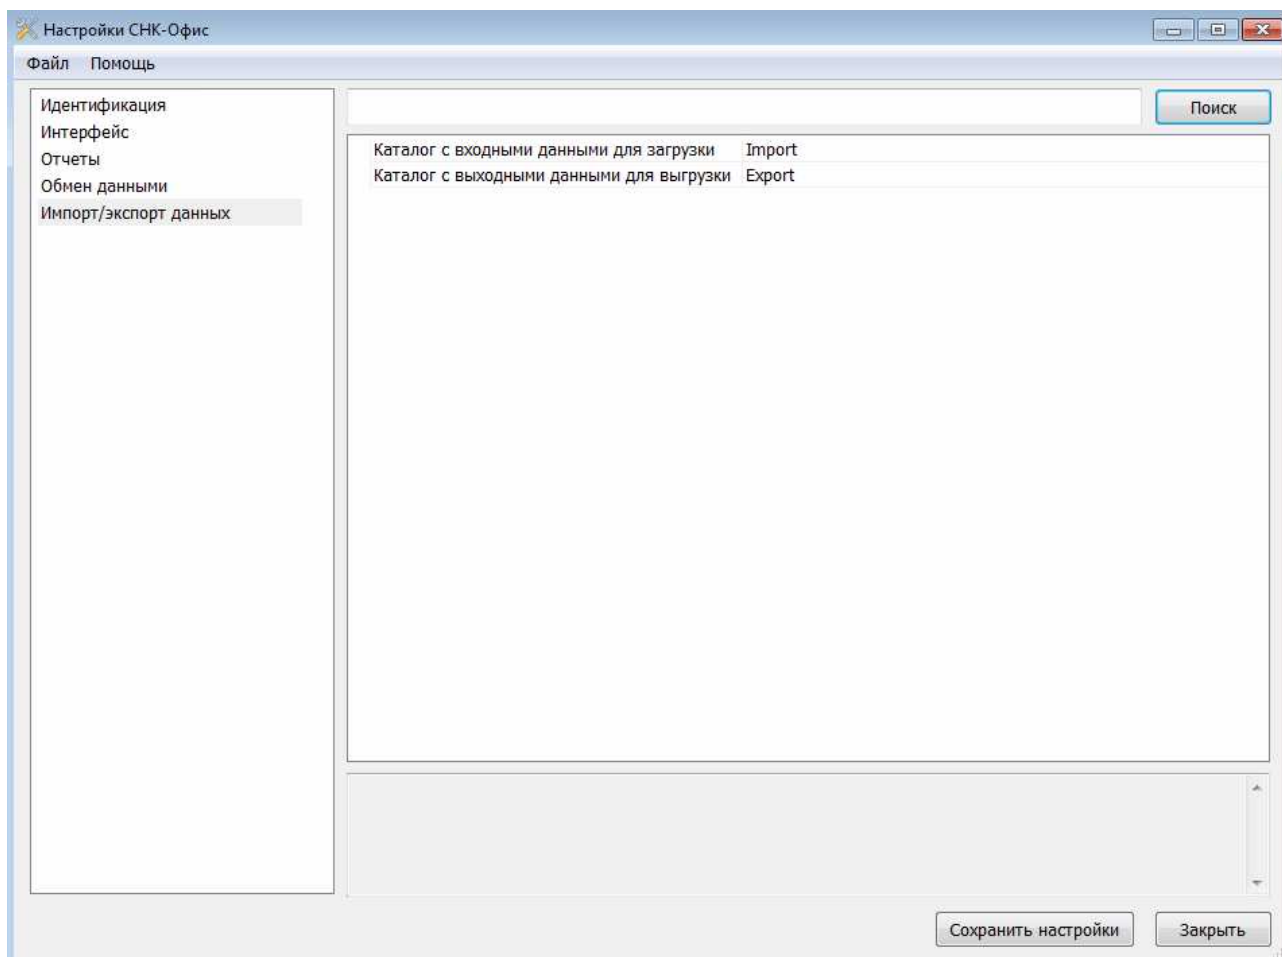 Настройки СНК-Офис
Файл Помощь
Идентификация
Интерфейс
Отчеты
Обмен данными
Импорт/экспорт данных
Поиск
Каталог с входными данными для загрузки Import
Каталог с выходными данными для выгрузки Export
Сохранить настройки Закрыть